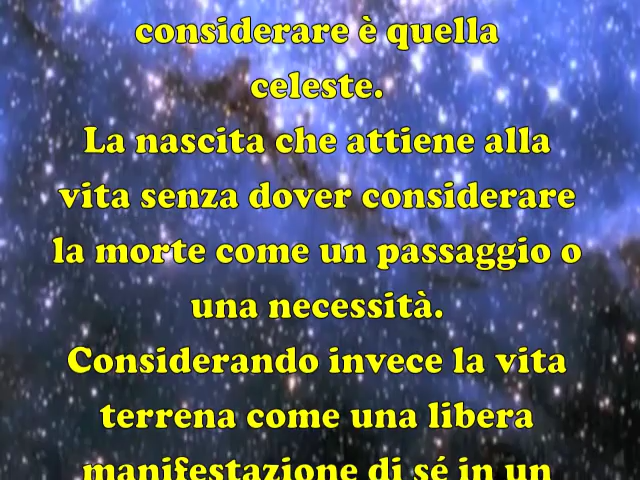 considerare è quella
celeste.
La nascita che attiene alla
vita senza dover considerare
la morte come un passaggio o
una necessità.
Considerando invece la vita
terrena come una libera
manifestazione di sé in un